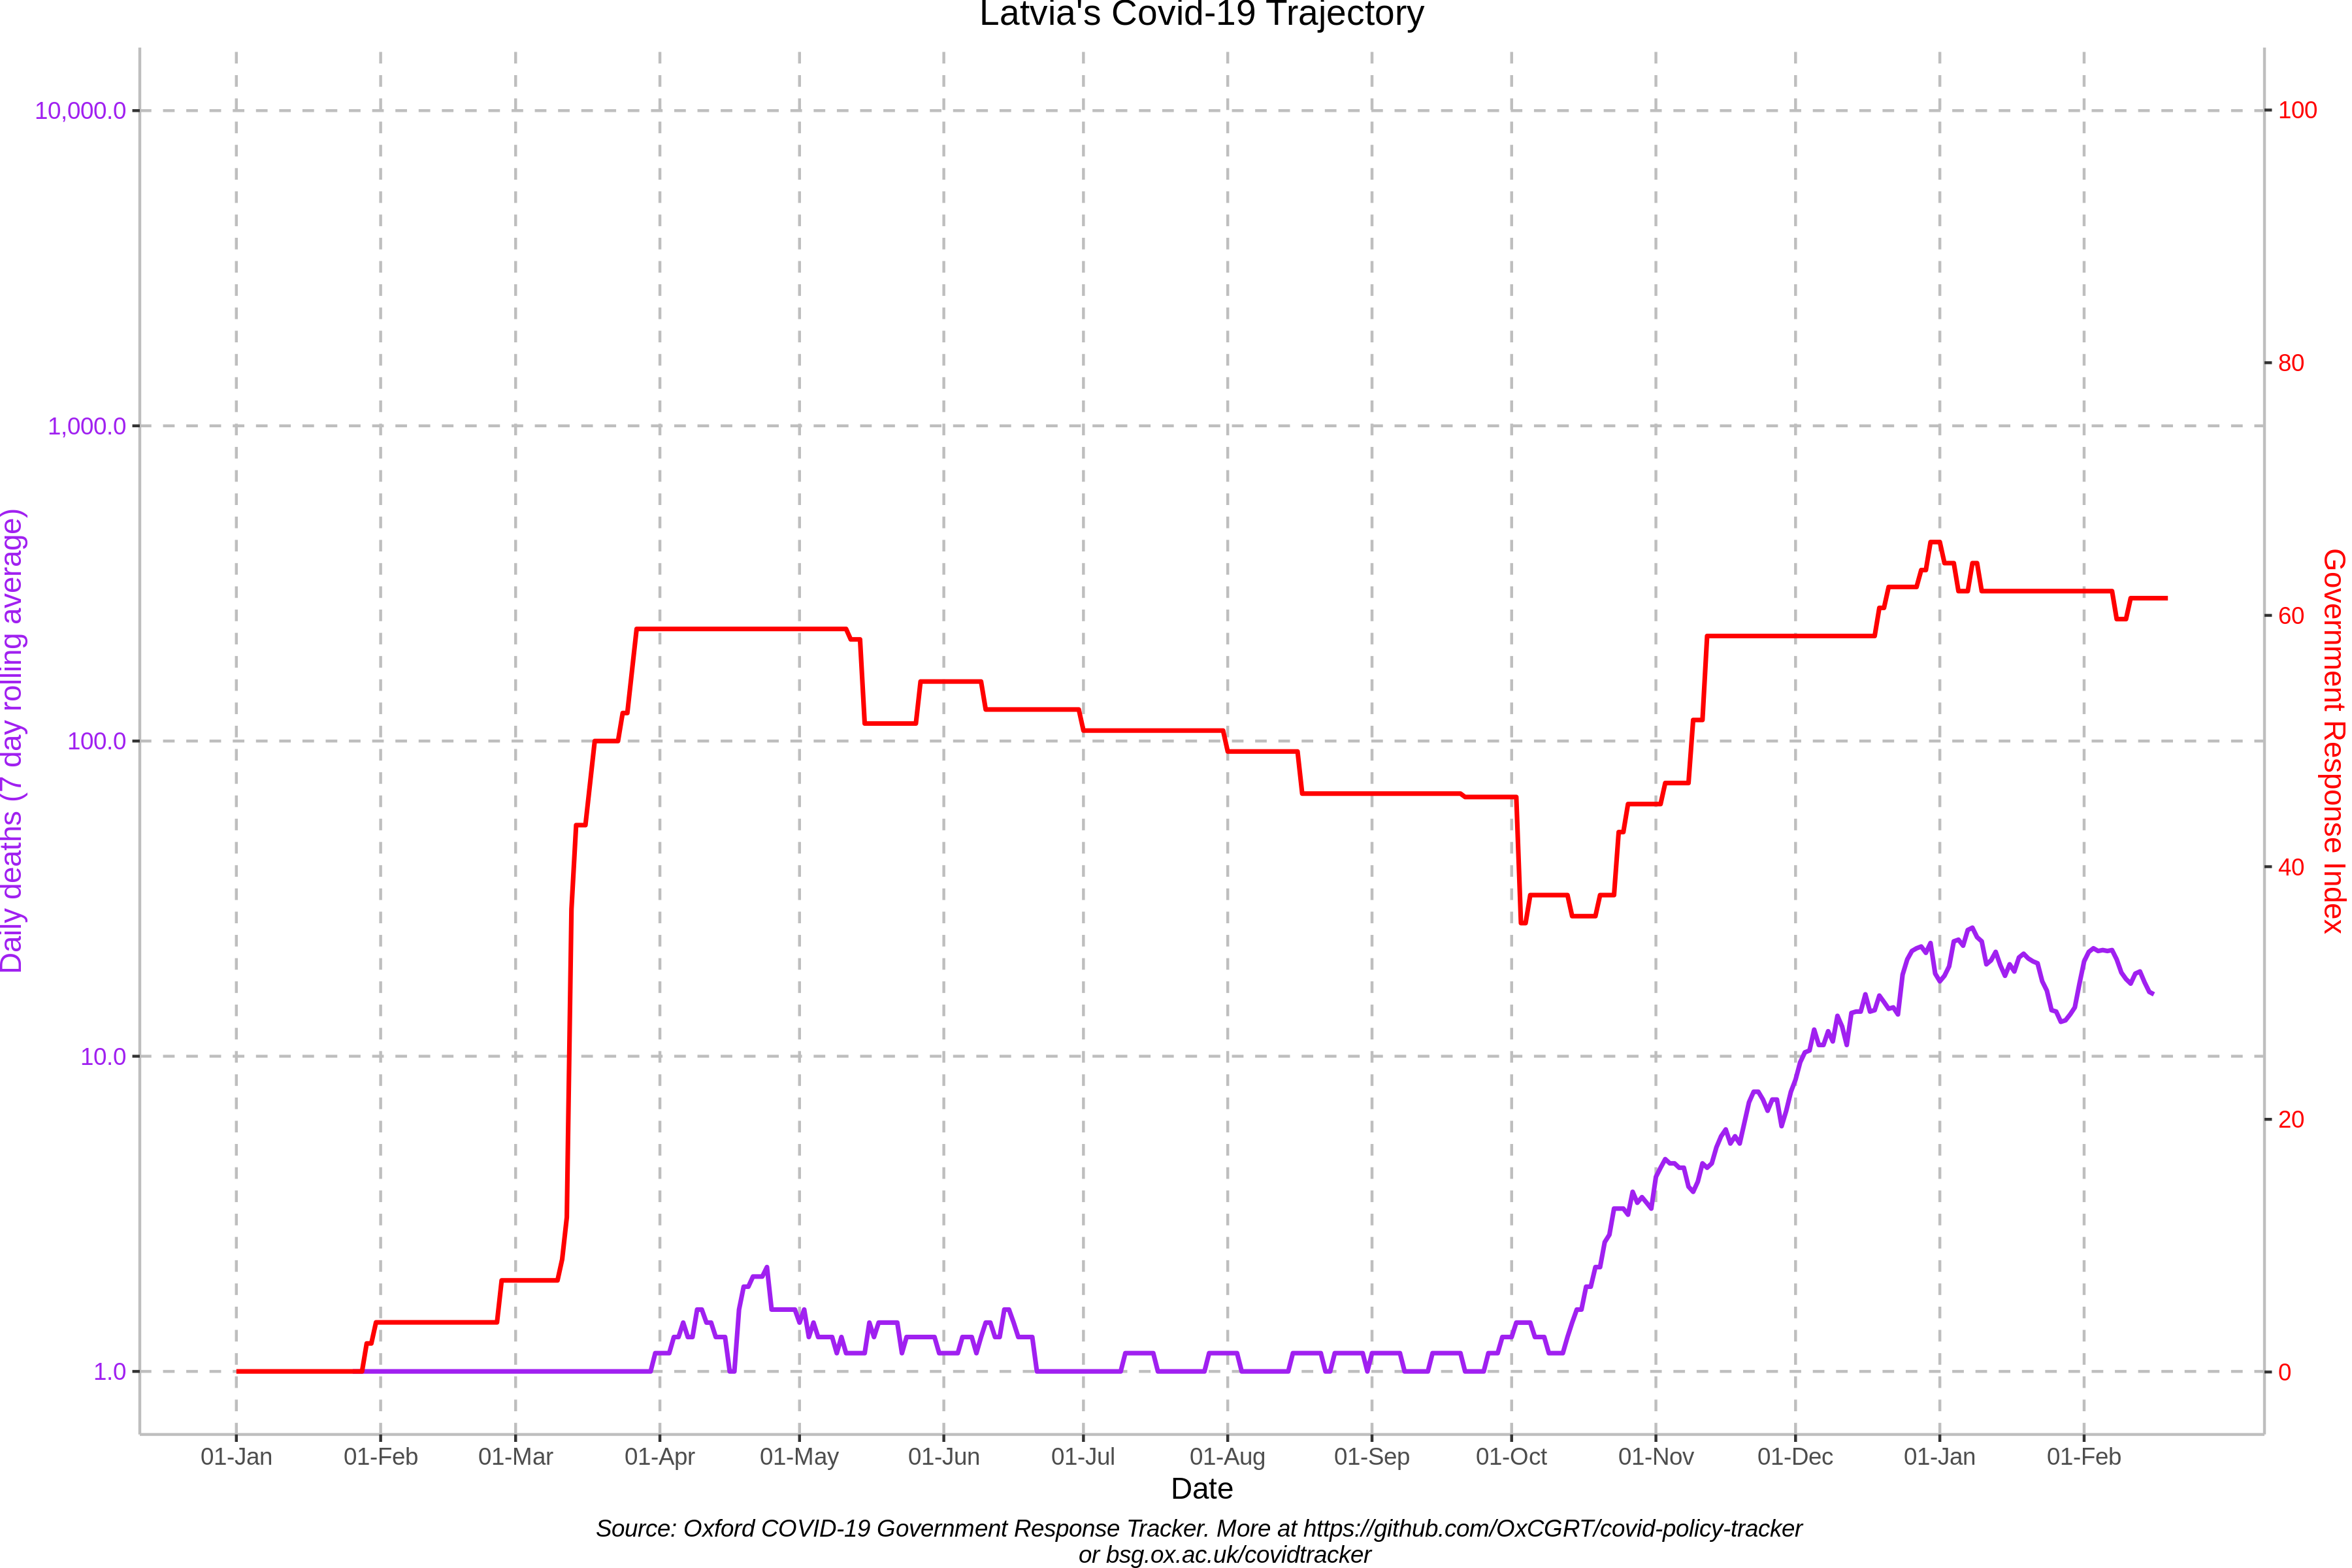 Latvia's Covid-19 Trajectory
10,000.0
1,000.0
100.0
10.0
1.0
Daily deaths (7 day rolling average)
100
80
60
40
20
0
Government Response Index
01-Jan 01-Feb 01-Mar 01-Apr 01-May 01-Jun 01-Jul 01-Aug 01-Sep 01-Oct 01-Nov 01-Dec 01-Jan 01-Feb
Date
Source: Oxford COVID-19 Government Response Tracker. More at https://github.com/OxCGRT/covid-policy-tracker
or bsg.ox.ac.uk/covidtracker